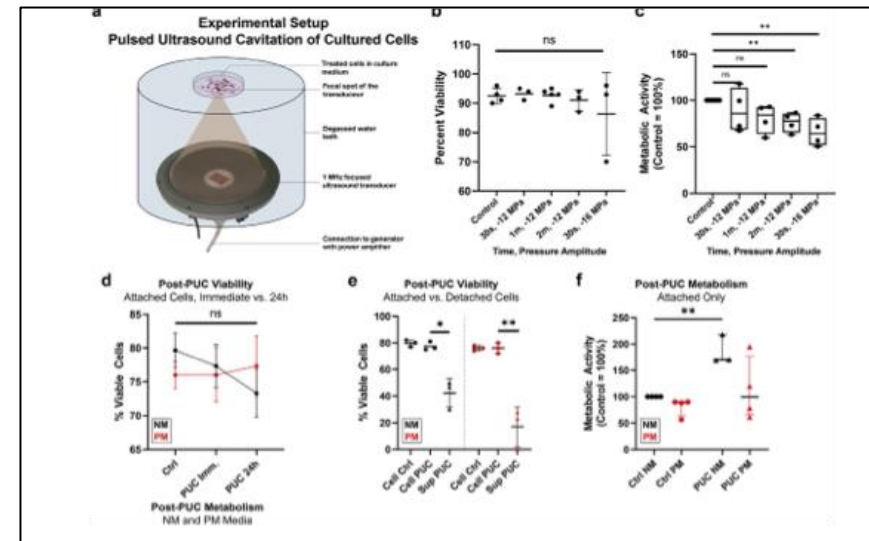 a
Experimental Setup
Pulsed Ultrasound Cavitation of Cultured Cells
Treated cells in culture
medium
Focal spot of the
transducer
Degassed water
bath
1 MHz focused
ultrasound transducer
Connection to generator
with power amplifier
b
ns
Percent Viability
110
100
90
80
70
60
Control
30s, -12 MPa
1m, -12 MPa
2m, -12 MPa
30s, -16 MPa
Time, Pressure Amplitude
c
**
**
ns
ns
Metabolic Activity
(Control = 100%)
150
100
50
0
Control
30s, -12 MPa
1m, -12 MPa
2m, -12 MPa
30s, -16 MPa
Time, Pressure Amplitude
d
Post-PUC Viability
Attached Cells, Immediate vs. 24h
ns
% Viable Cells
85
80
75
70
65
NM
PM
Ctrl
PUC Imm.
PUC 24h
Post-PUC Metabolism
NM and PM Media
e
Post-PUC Viability
Attached vs. Detached Cells
*
**
% Viable Cells
80
60
40
20
0
NM
PM
Cell Ctrl
Cell PUC
Sup PUC
Cell Ctrl
Cell PUC
Sup PUC
f
Post-PUC Metabolism
Attached Only
**
Metabolic Activity
(Control = 100%)
250
200
150
100
50
0
NM
PM
Ctrl NM
Ctrl PM
PUC NM
PUC PM